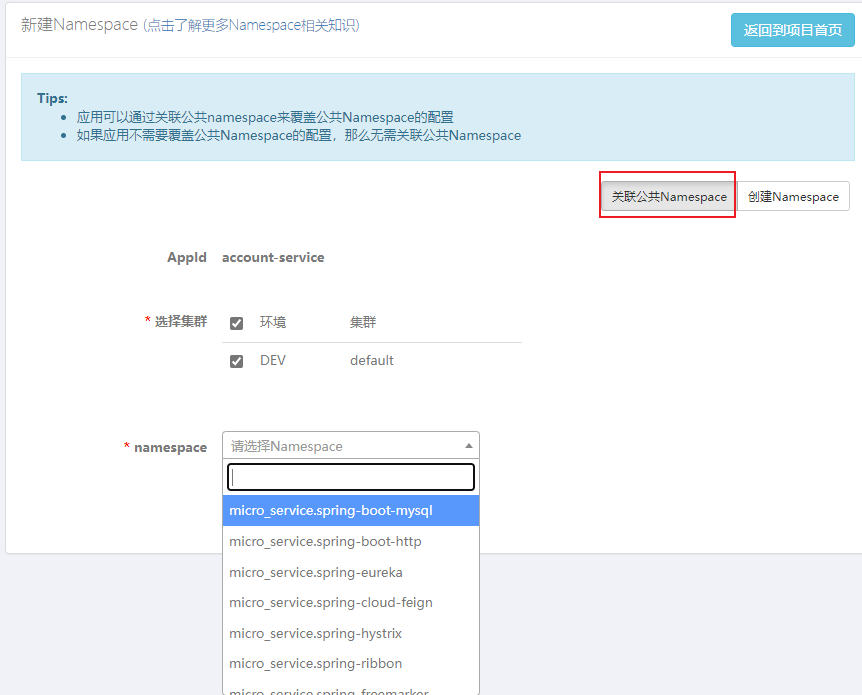 新建Namespace (点击了解更多Namespace相关知识)
返回到项目首页
Tips:
应用可以通过关联公共namespace来覆盖公共Namespace的配置
如果应用不需要覆盖公共Namespace的配置，那么无需关联公共Namespace
关联公共Namespace 创建Namespace
AppId account-service
* 选择集群 环境 集群
DEV default
* namespace 请选择Namespace
micro_service.spring-boot-mysql
micro_service.spring-boot-http
micro_service.spring-eureka
micro_service.spring-cloud-feign
micro_service.spring-hystrix
micro_service.spring-ribbon
micro_service.spring-freemarker